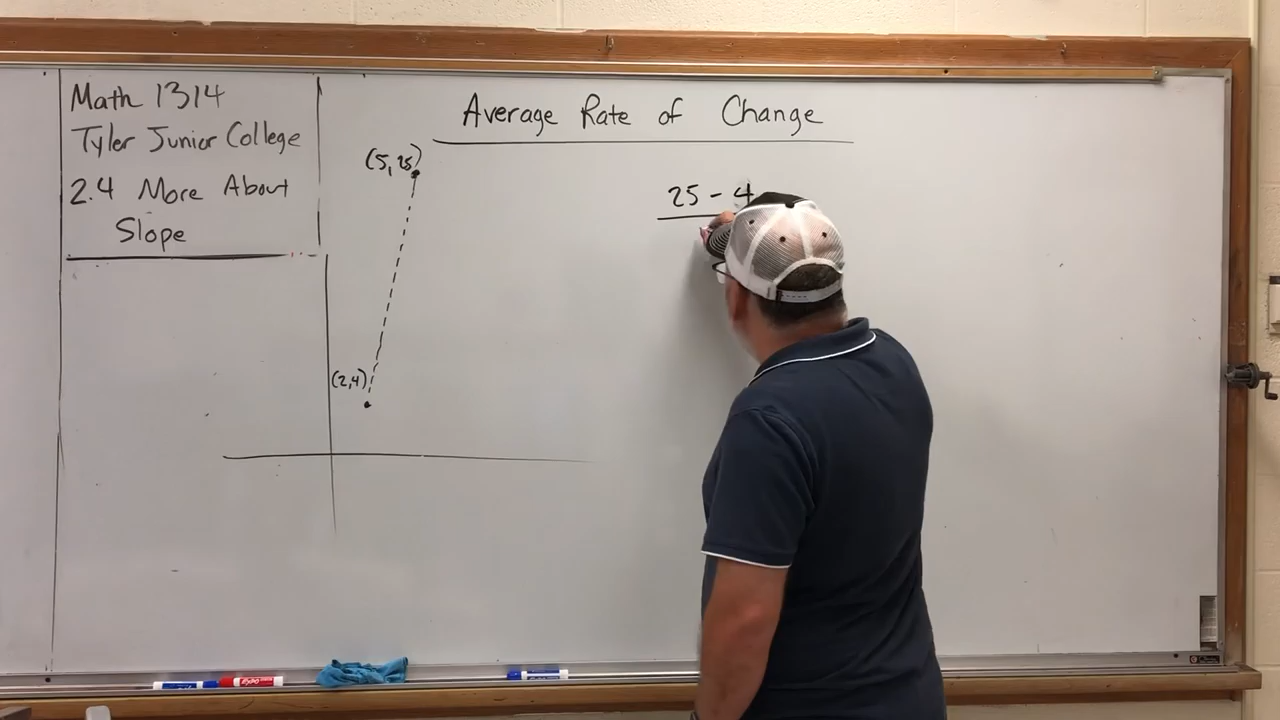 Math 1314
Tyler Junior College
2.4 More About
Slope
Average Rate of Change
(5,25)
25 - 4
(2,4)